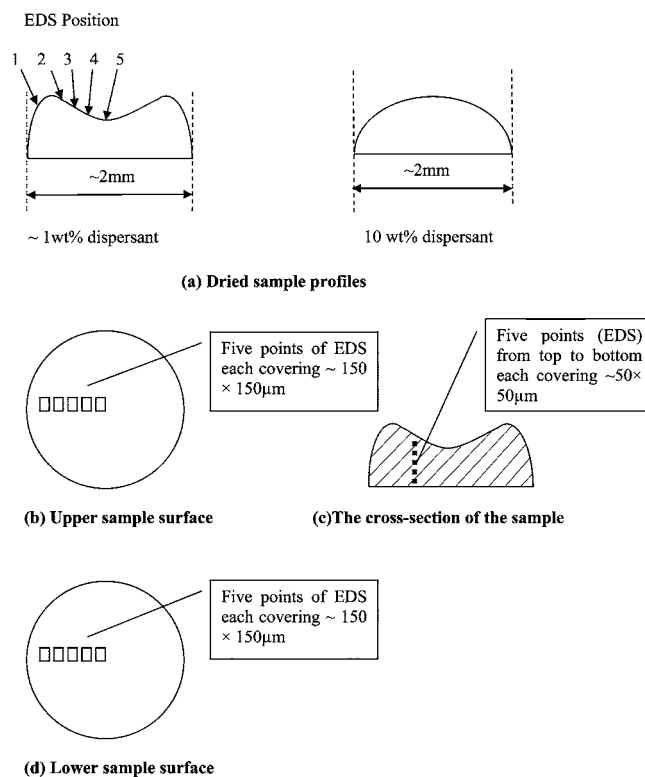 EDS Position
1 2 3 4 5
~2mm
~2mm
~ 1wt% dispersant
10 wt% dispersant
(a) Dried sample profiles
Five points of EDS
each covering ~ 150
× 150µm
Five points (EDS)
from top to bottom
each covering ~50×
50µm
(b) Upper sample surface
(c)The cross-section of the sample
Five points of EDS
each covering ~ 150
× 150µm
(d) Lower sample surface